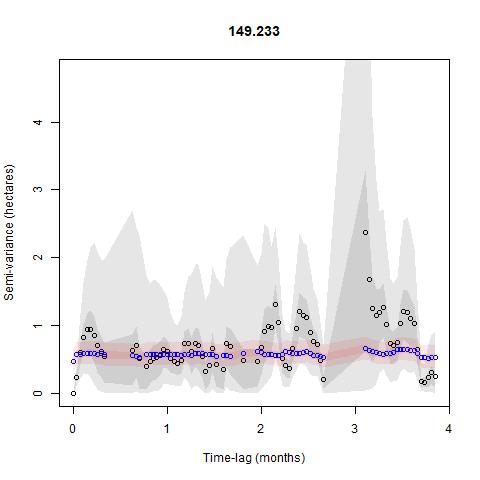 149.233
Semi-variance (hectares)
4
3
2
1
0
0 1 2 3 4
Time-lag (months)